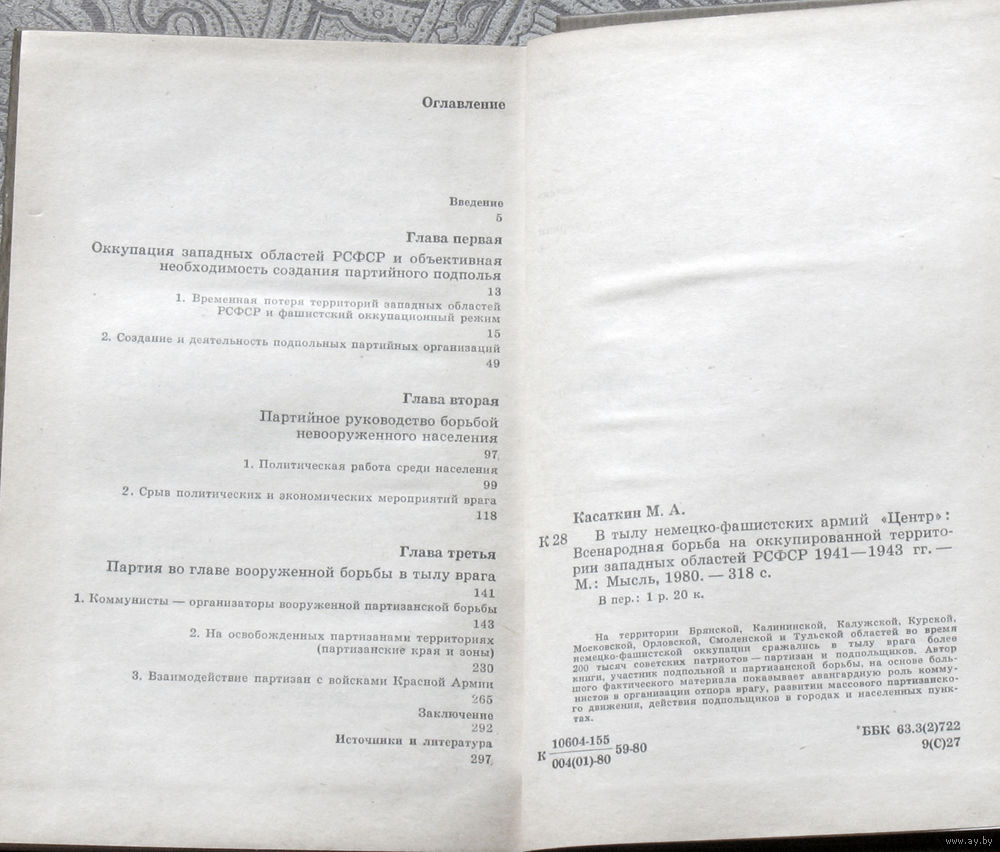 Оглавление
Введение
5
Глава первая
Оккупация западных областей РСФСР и объективная
необходимость создания партийного подполья
13
1. Временная потеря территорий западных областей
РСФСР и фашистский оккупационный режим
15
2. Создание и деятельность подпольных партийных организаций
49
Глава вторая
Партийное руководство борьбой
невооруженного населения
97
1. Политическая работа среди населения
99
2. Срыв политических и экономических мероприятий врага
118
Глава третья
Партия во главе вооруженной борьбы в тылу врага
141
1. Коммунисты — организаторы вооруженной партизанской борьбы
143
2. На освобожденных партизанами территориях
(партизанские края и зоны)
230
3. Взаимодействие партизан с войсками Красной Армии
265
Заключение
292
Источники и литература
297
Касаткин М. А.
К 28 В тылу немецко-фашистских армий «Центр»:
Всенародная борьба на оккупированной террито-
рии западных областей РСФСР 1941—1943 гг. —
М.: Мысль, 1980. — 318 с.
В пер.: 1 р. 20 к.
На территории Брянской, Калининской, Калужской, Курской,
Московской, Орловской, Смоленской и Тульской областей во время
немецко-фашистской оккупации сражались в тылу врага более
200 тысяч советских патриотов — партизан и подпольщиков. Автор
книги, участник подпольной и партизанской борьбы, на основе боль-
шого фактического материала показывает авангардную роль комму-
нистов в организации отпора врагу, развитии массового партизанско-
го движения, действия подпольщиков в городах и населенных пунк-
тах.
К 10604-155 59-80
004(01)-80
ББК 63.3(2)722
9(С)27
www.ay.by